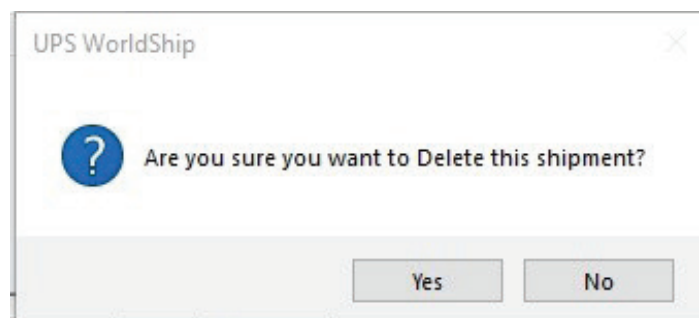 UPS WorldShip
Are you sure you want to Delete this shipment?
Yes
No